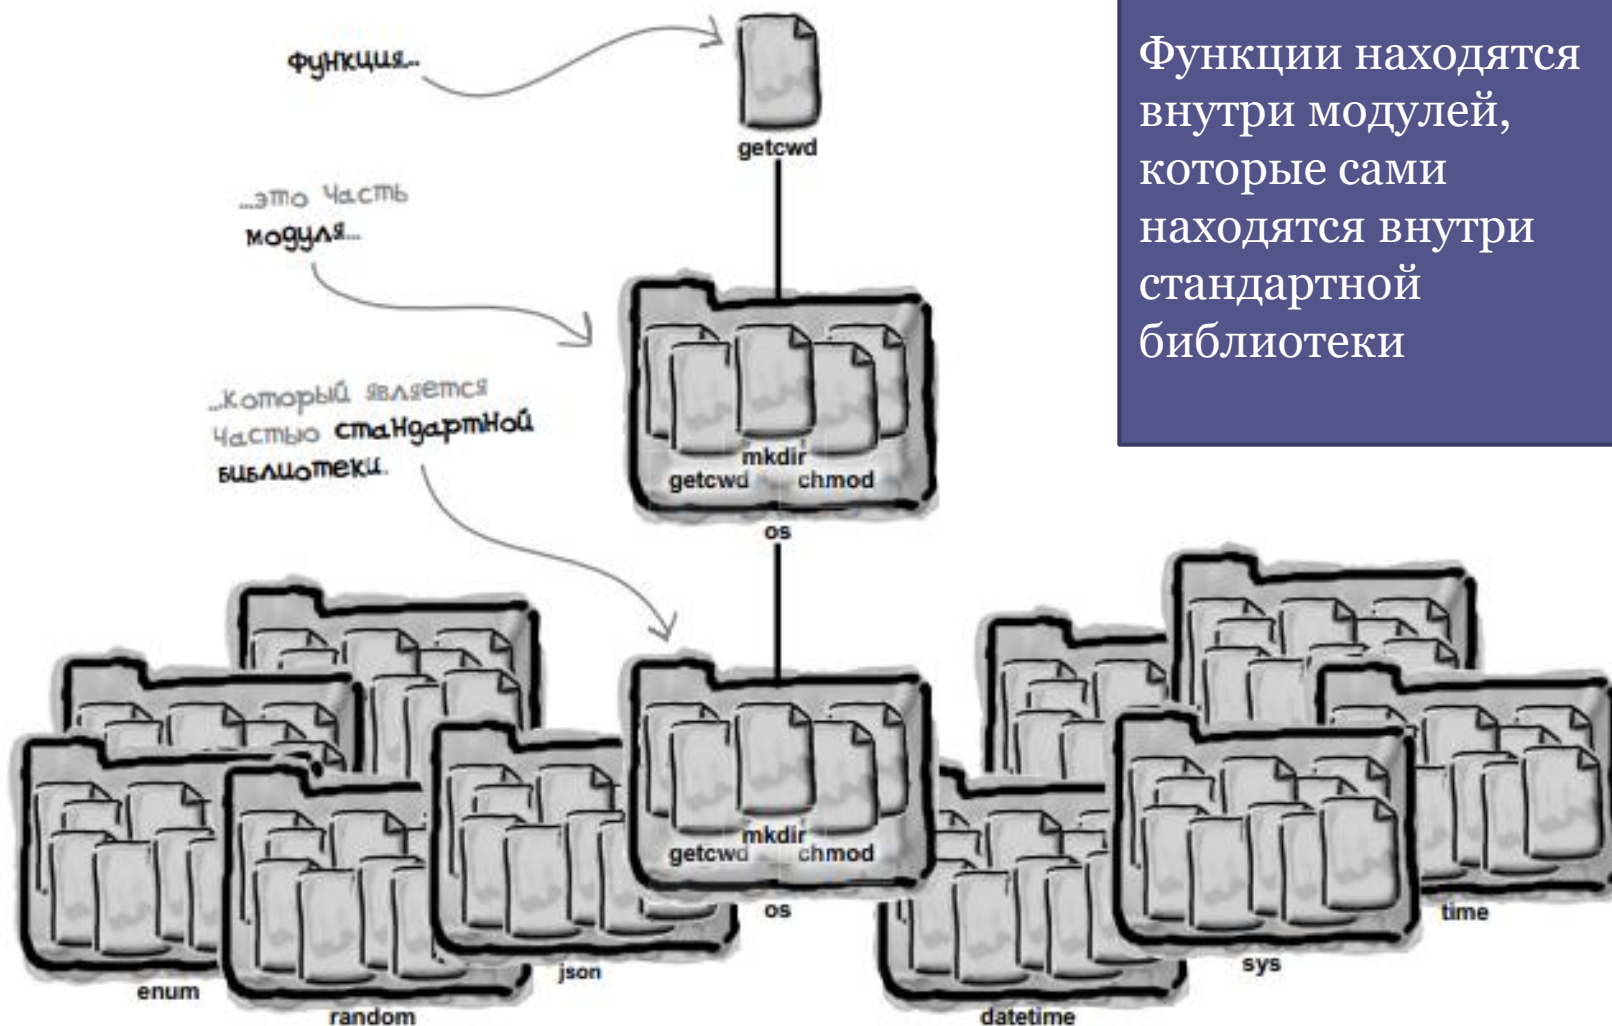 Функция...
getcwd
Функции находятся
внутри модулей,
которые сами
находятся внутри
стандартной
библиотеки
...это часть
модуля...
...который является
частью стандартной
библиотеки.
mkdir
getcwd chmod
os
mkdir
getcwd chmod
os
enum
random
json
datetime
sys
time